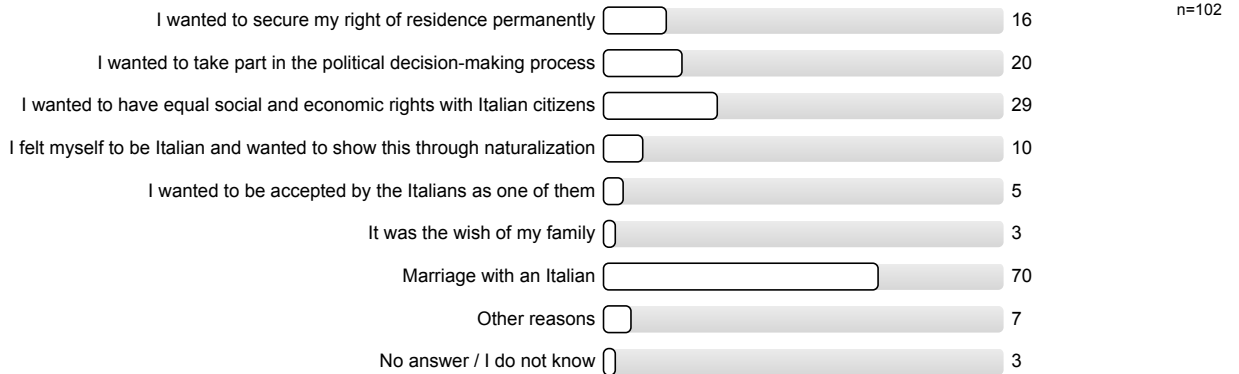 I wanted to secure my right of residence permanently 16 n=102
I wanted to take part in the political decision-making process 20
I wanted to have equal social and economic rights with Italian citizens 29
I felt myself to be Italian and wanted to show this through naturalization 10
I wanted to be accepted by the Italians as one of them 5
It was the wish of my family 3
Marriage with an Italian 70
Other reasons 7
No answer / I do not know 3